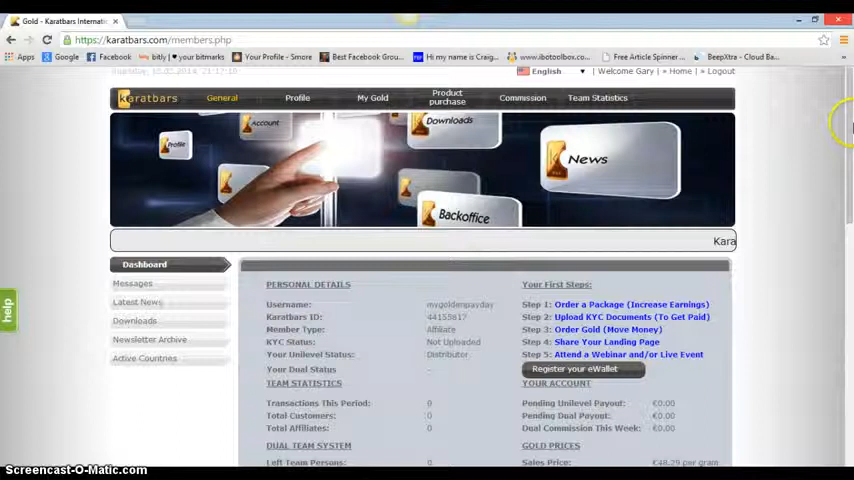 Gold - Karatbars Internati
https://karatbars.com/members.php
Apps Google Facebook bitly | ♥ your bitmarks Your Profile - Smore Best Facebook Group... Hi my name is Craig... www.ibotoolbox.com... Free Article Spinner... BeepXtra - Cloud Ba...
English | Welcome Gary | » Home | » Logout
karatbars General Profile My Gold Product purchase Commission Team Statistics
Account
Downloads
Profile
News
Backoffice
Kara
Dashboard
Messages
Latest News
Downloads
Newsletter Archive
Active Countries
help
PERSONAL DETAILS
Username: mygoldenpayday
Karatbars ID: 44155817
Member Type: Affiliate
KYC Status: Not Uploaded
Your Unilevel Status: Distributor
Your Dual Status -
TEAM STATISTICS
Transactions This Period: 0
Total Customers: 0
Total Affiliates: 0
DUAL TEAM SYSTEM
Left Team Persons: 0
Your First Steps:
Step 1: Order a Package (Increase Earnings)
Step 2: Upload KYC Documents (To Get Paid)
Step 3: Order Gold (Move Money)
Step 4: Share Your Landing Page
Step 5: Attend a Webinar and/or Live Event
Register your eWallet
YOUR ACCOUNT
Pending Unilevel Payout: €0.00
Pending Dual Payout: €0.00
Dual Commission This Week: €0.00
GOLD PRICES
Sales Price: €48.29 per gram
Screencast-O-Matic.com